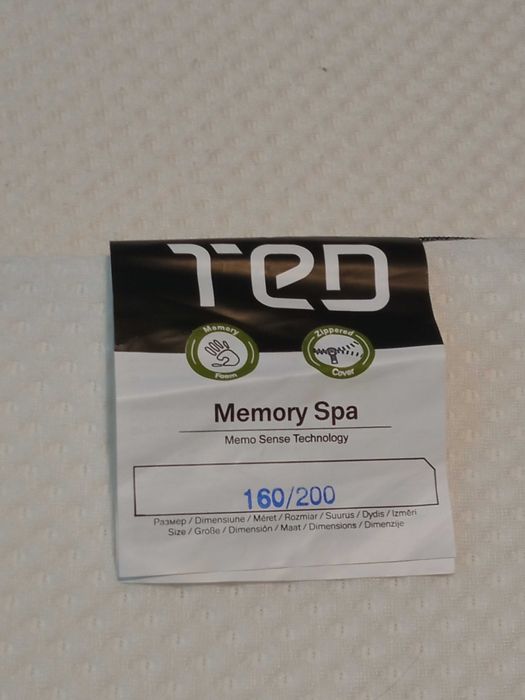 TED
Memory
Foam
Zippered
Cover
Memory Spa
Memo Sense Technology
160/200
Размер / Dimensiune / Méret / Rozmiar / Suurus / Dydis / Izmēri
Size / Große / Dimensión / Maat / Dimensions / Dimenzije